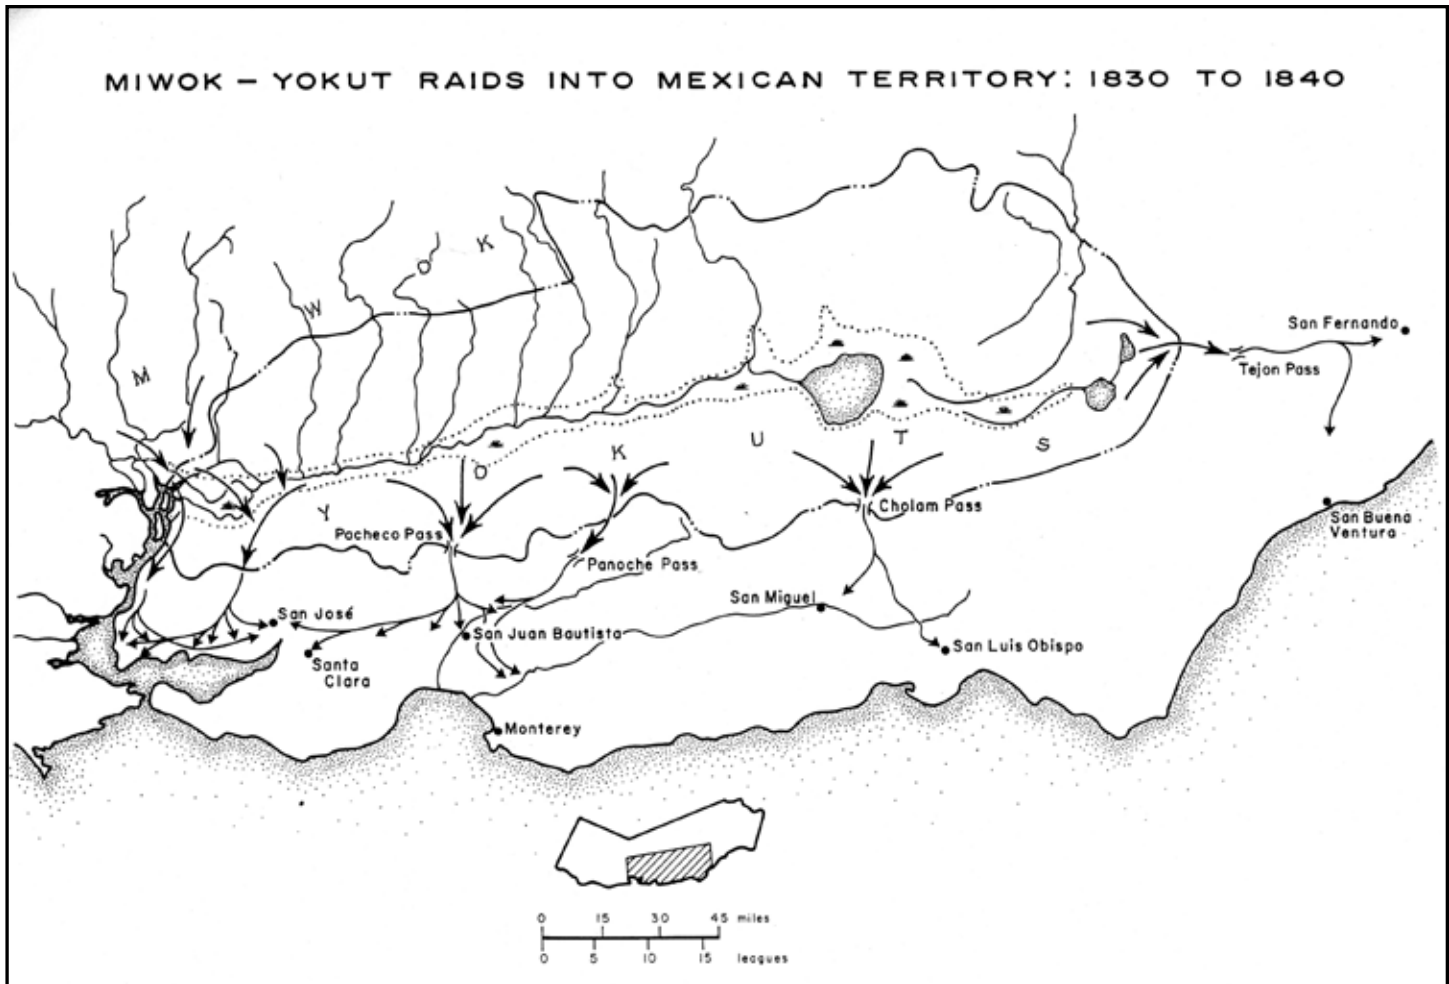 MIWOK – YOKUT RAIDS INTO MEXICAN TERRITORY: 1830 TO 1840
M I W O K
Y O K U T S
San Fernando
Tejon Pass
San Buena
Ventura
Cholam Pass
Pacheco Pass
Panoche Pass
San Miguel
San José
San Juan Bautista
Santa
Clara
San Luis Obispo
Monterey
0 15 30 45 miles
0 5 10 15 leagues